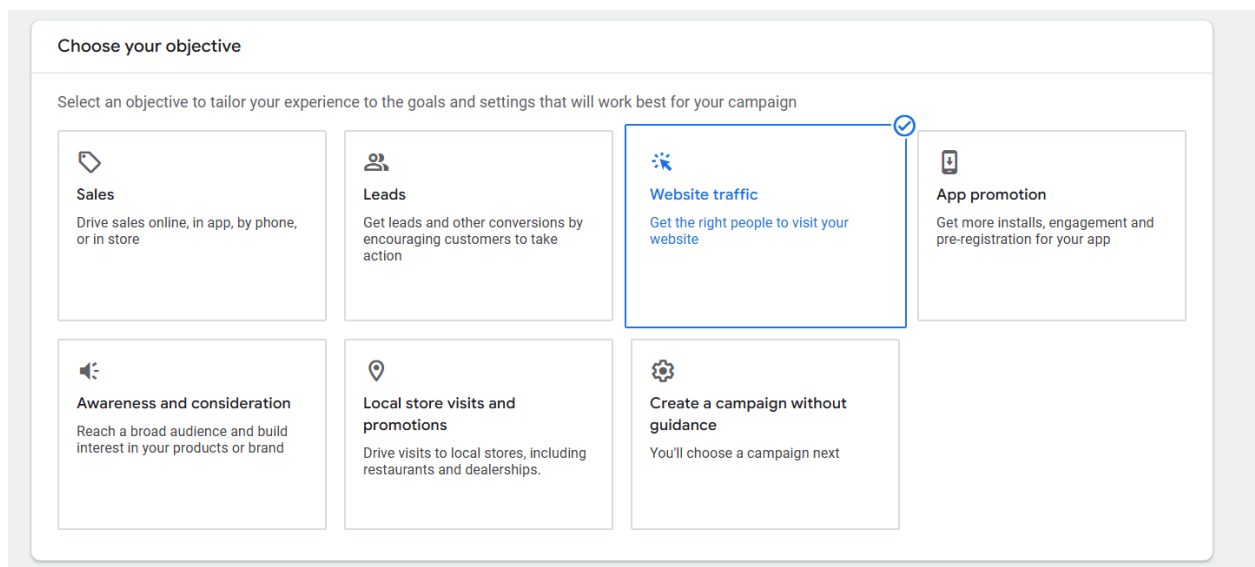 Choose your objective
Select an objective to tailor your experience to the goals and settings that will work best for your campaign
Sales
Drive sales online, in app, by phone,
or in store
Leads
Get leads and other conversions by
encouraging customers to take
action
Website traffic
Get the right people to visit your
website
App promotion
Get more installs, engagement and
pre-registration for your app
Awareness and consideration
Reach a broad audience and build
interest in your products or brand
Local store visits and
promotions
Drive visits to local stores, including
restaurants and dealerships.
Create a campaign without
guidance
You'll choose a campaign next